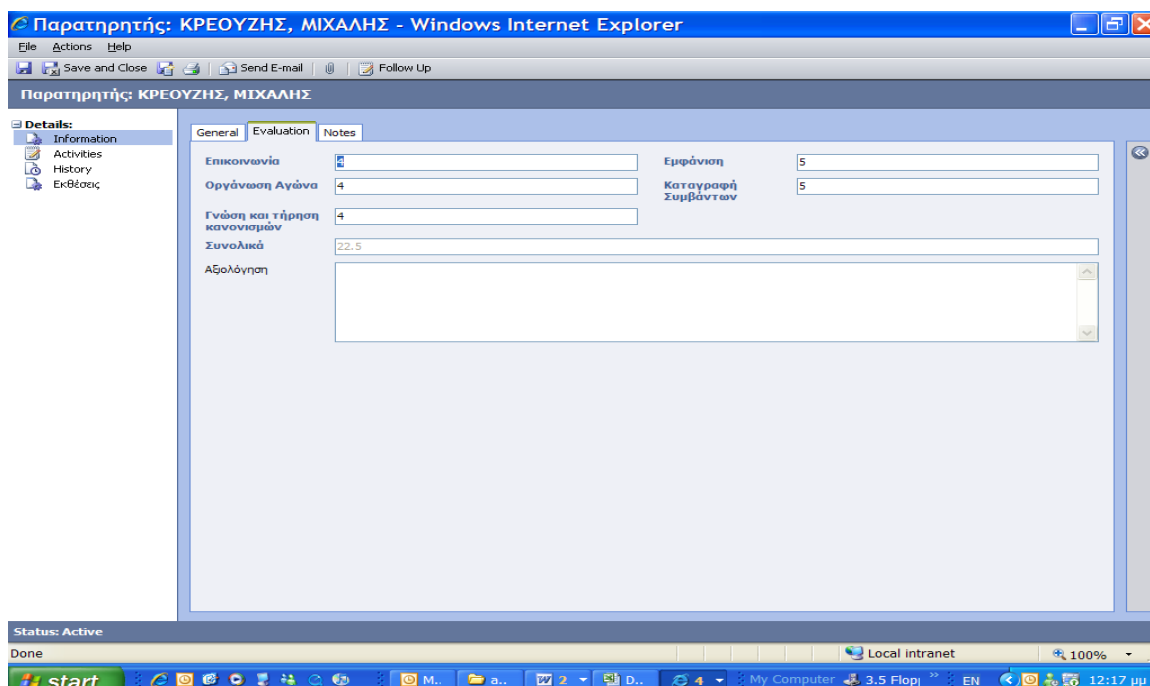 Παρατηρητής: ΚΡΕΟΥΖΗΣ, ΜΙΧΑΛΗΣ - Windows Internet Explorer
File Actions Help
Save and Close Send E-mail Follow Up
Παρατηρητής: ΚΡΕΟΥΖΗΣ, ΜΙΧΑΛΗΣ
Details:
Information
Activities
History
Εκθέσεις
General Evaluation Notes
Επικοινωνία 4 Εμφάνιση 5
Οργάνωση Αγώνα 4 Καταγραφή Συμβάντων 5
Γνώση και τήρηση κανονισμών 4
Συνολικά 22.5
Αξιολόγηση
Status: Active
Done Local intranet 100%
start M.. a.. 2 D.. 4 My Computer 3.5 Flop EN 12:17 μμ